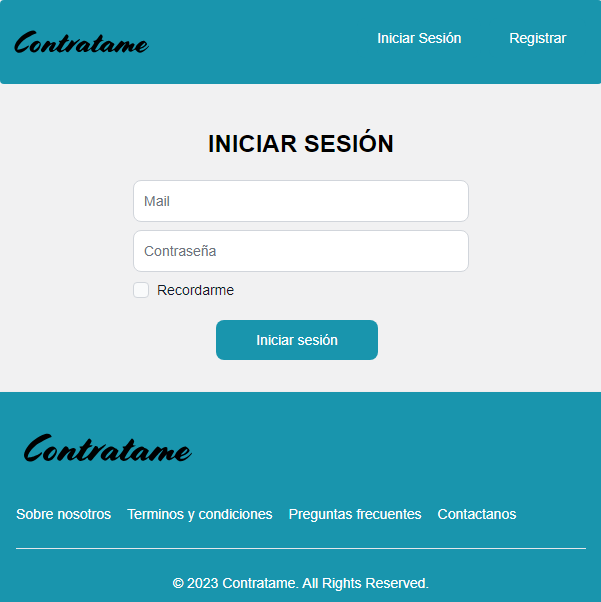 Contratame
Iniciar Sesión Registrar
INICIAR SESIÓN
Mail
Contraseña
Recordarme
Iniciar sesión
Contratame
Sobre nosotros Terminos y condiciones Preguntas frecuentes Contactanos
© 2023 Contratame. All Rights Reserved.